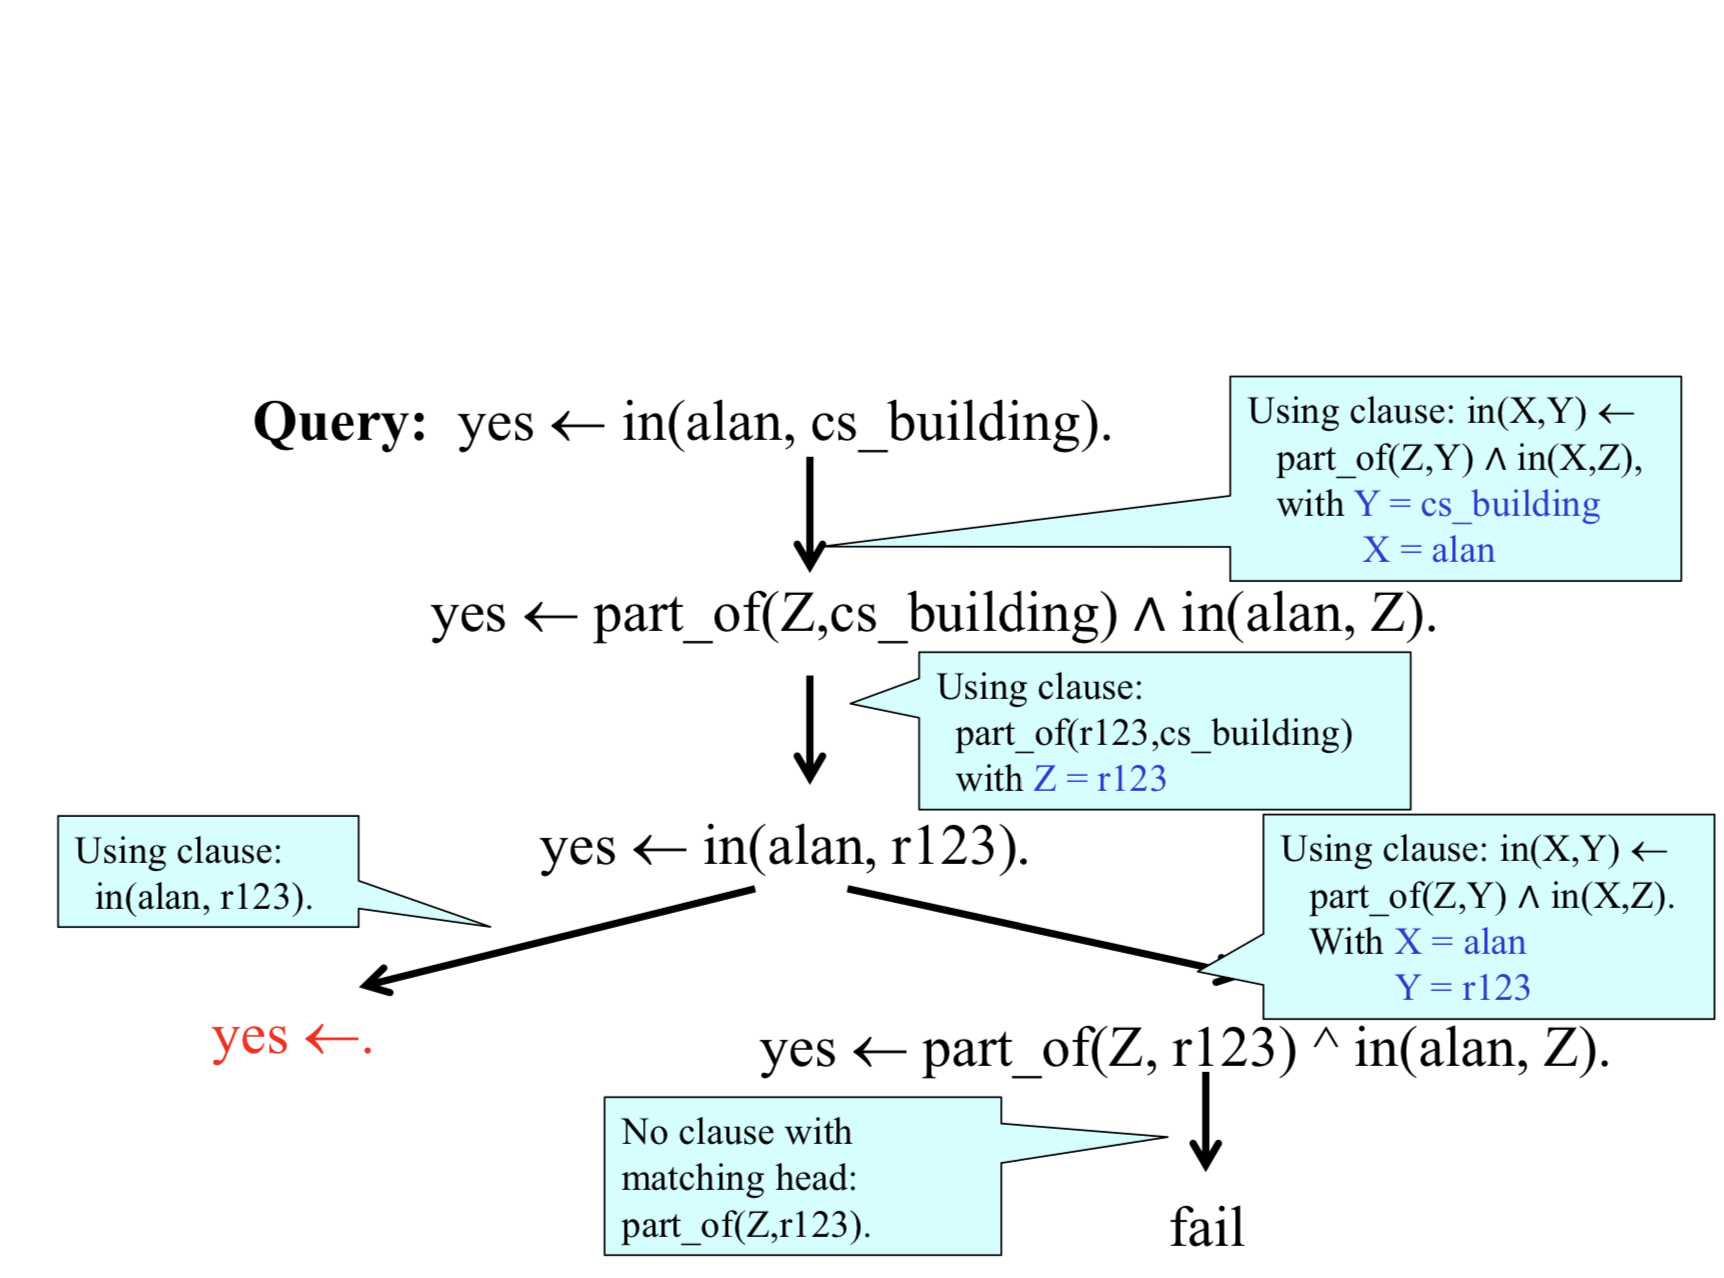 Query: yes ← in(alan, cs_building).
Using clause: in(X,Y) ←
part_of(Z,Y) ∧ in(X,Z),
with Y = cs_building
X = alan
yes ← part_of(Z,cs_building) ∧ in(alan, Z).
Using clause:
part_of(r123,cs_building)
with Z = r123
yes ← in(alan, r123).
Using clause:
in(alan, r123).
Using clause: in(X,Y) ←
part_of(Z,Y) ∧ in(X,Z).
With X = alan
Y = r123
yes ←.
yes ← part_of(Z, r123) ^ in(alan, Z).
No clause with
matching head:
part_of(Z,r123).
fail